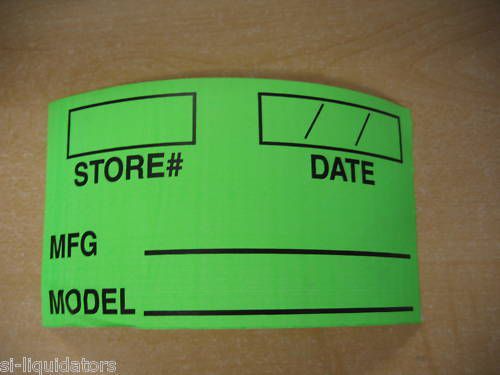 / /
STORE# DATE
MFG
MODEL
si-liquidators